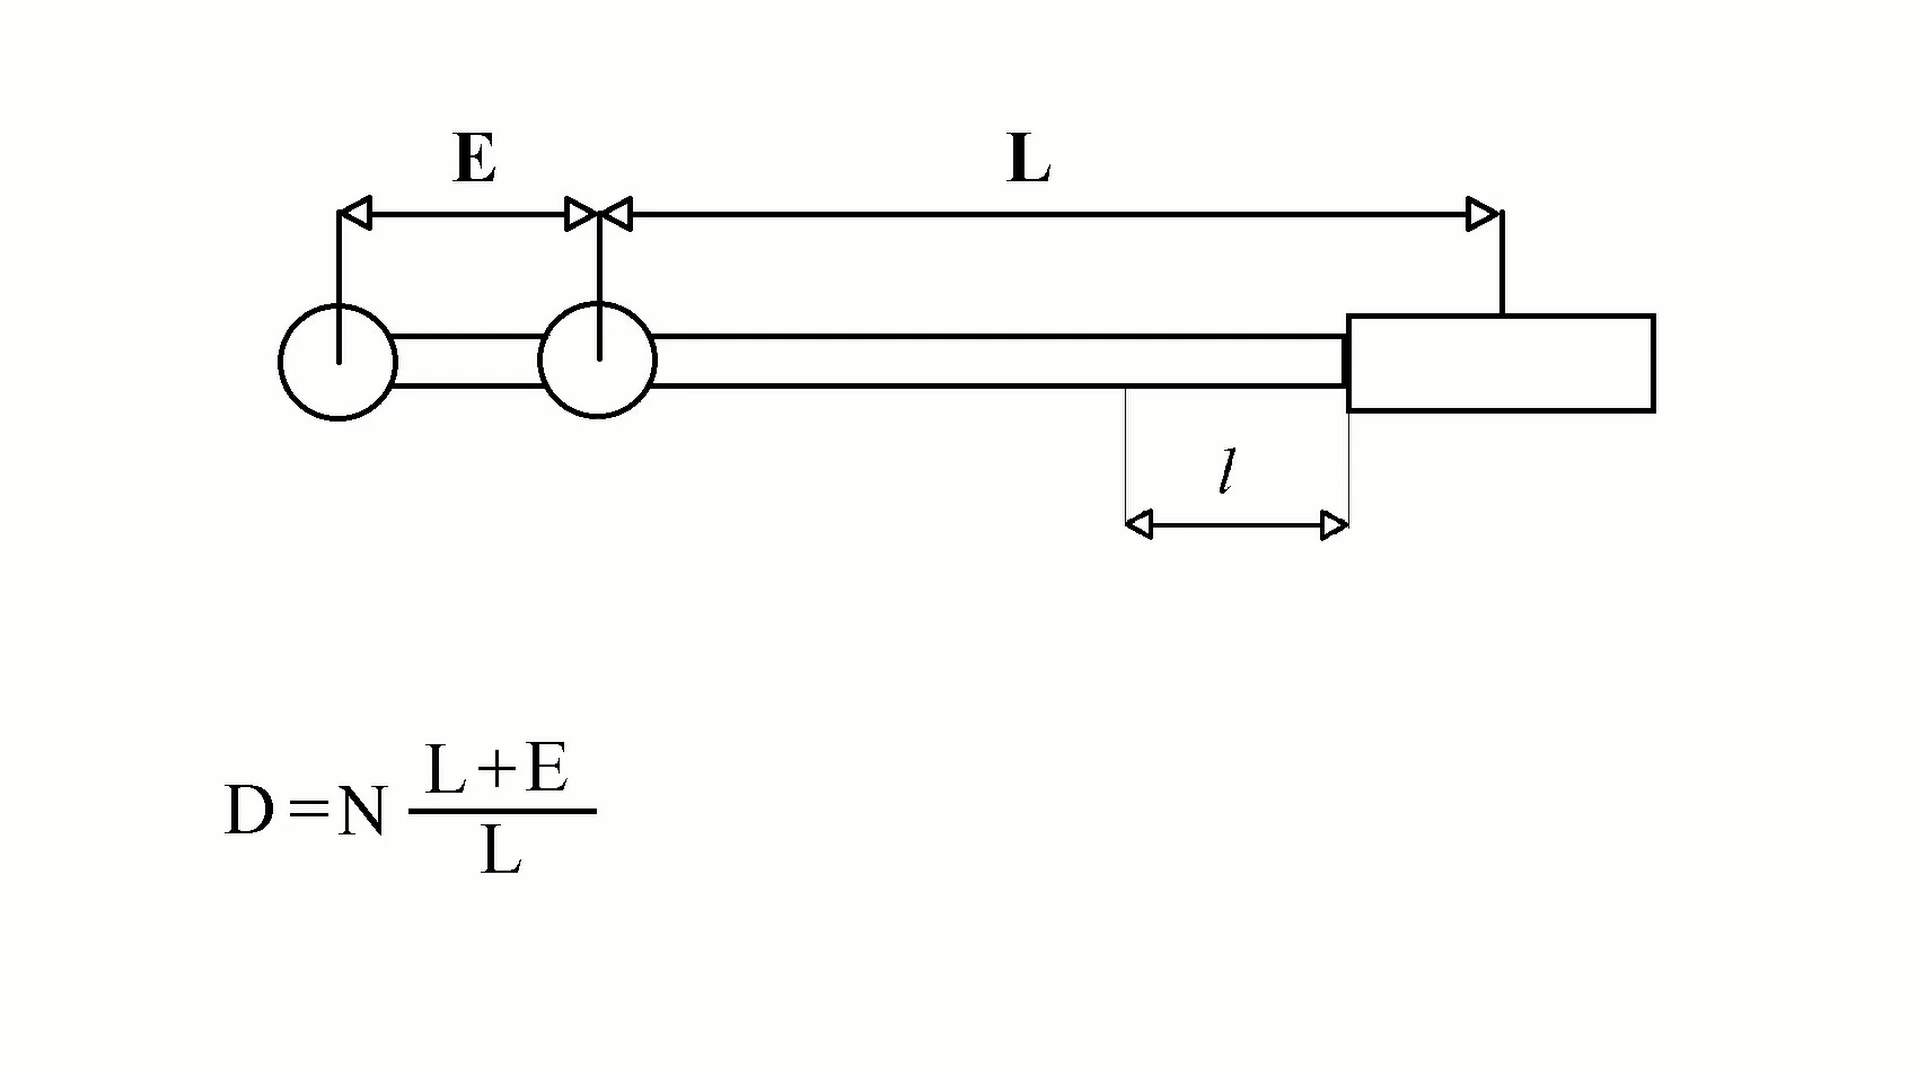 E L
l
D = N (L+E)/L